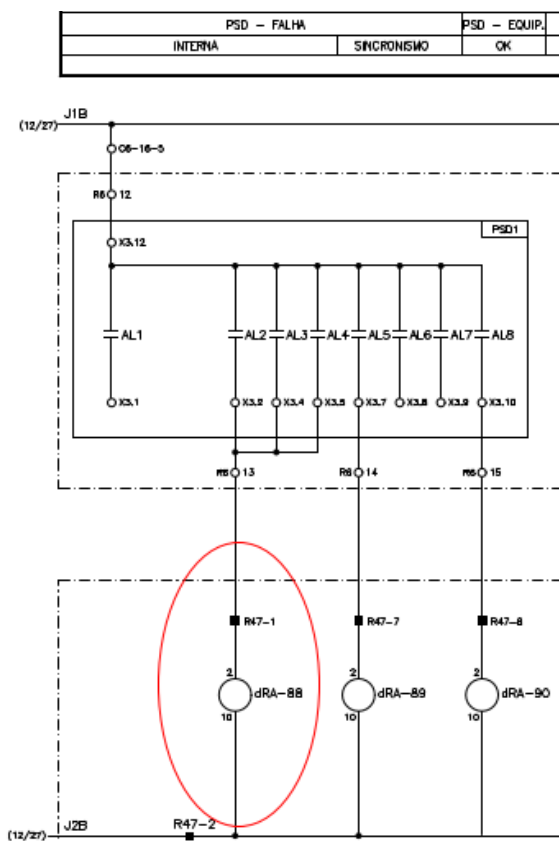 PSD – FALHA PSD – EQUIP.
INTERNA SINCRONISMO OK
J1B
(12/27)
C6-16-5
R6 12
X3.12 PSD1
AL1 AL2 AL3 AL4 AL5 AL6 AL7 AL8
X3.1 X3.2 X3.4 X3.5 X3.7 X3.8 X3.9 X3.10
R6 13 R6 14 R6 15
R47-1 R47-7 R47-8
2 2 2
dRA-88 dRA-89 dRA-90
10 10 10
J2B R47-2
(12/27)